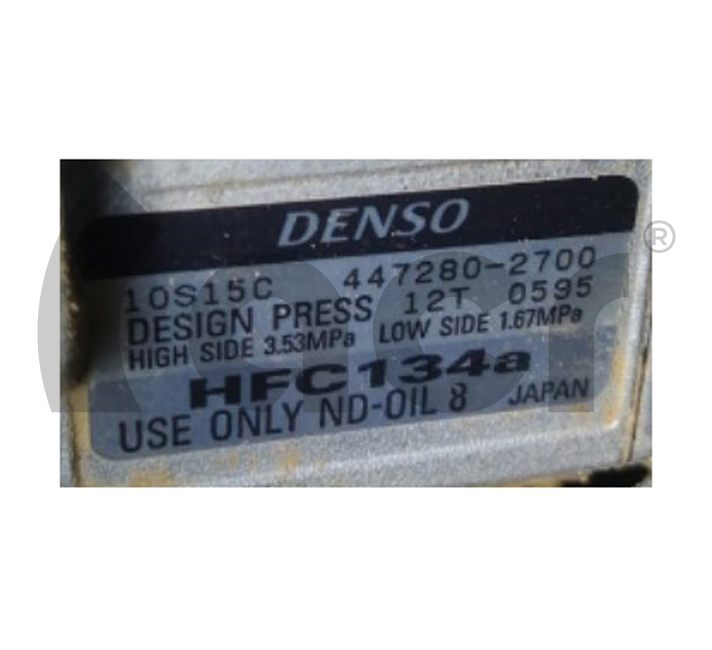 DENSO
10S15C 447280-2700
DESIGN PRESS 12T 0595
HIGH SIDE 3.53MPa LOW SIDE 1.67MPa
HFC134a
USE ONLY ND-OIL 8 JAPAN
®